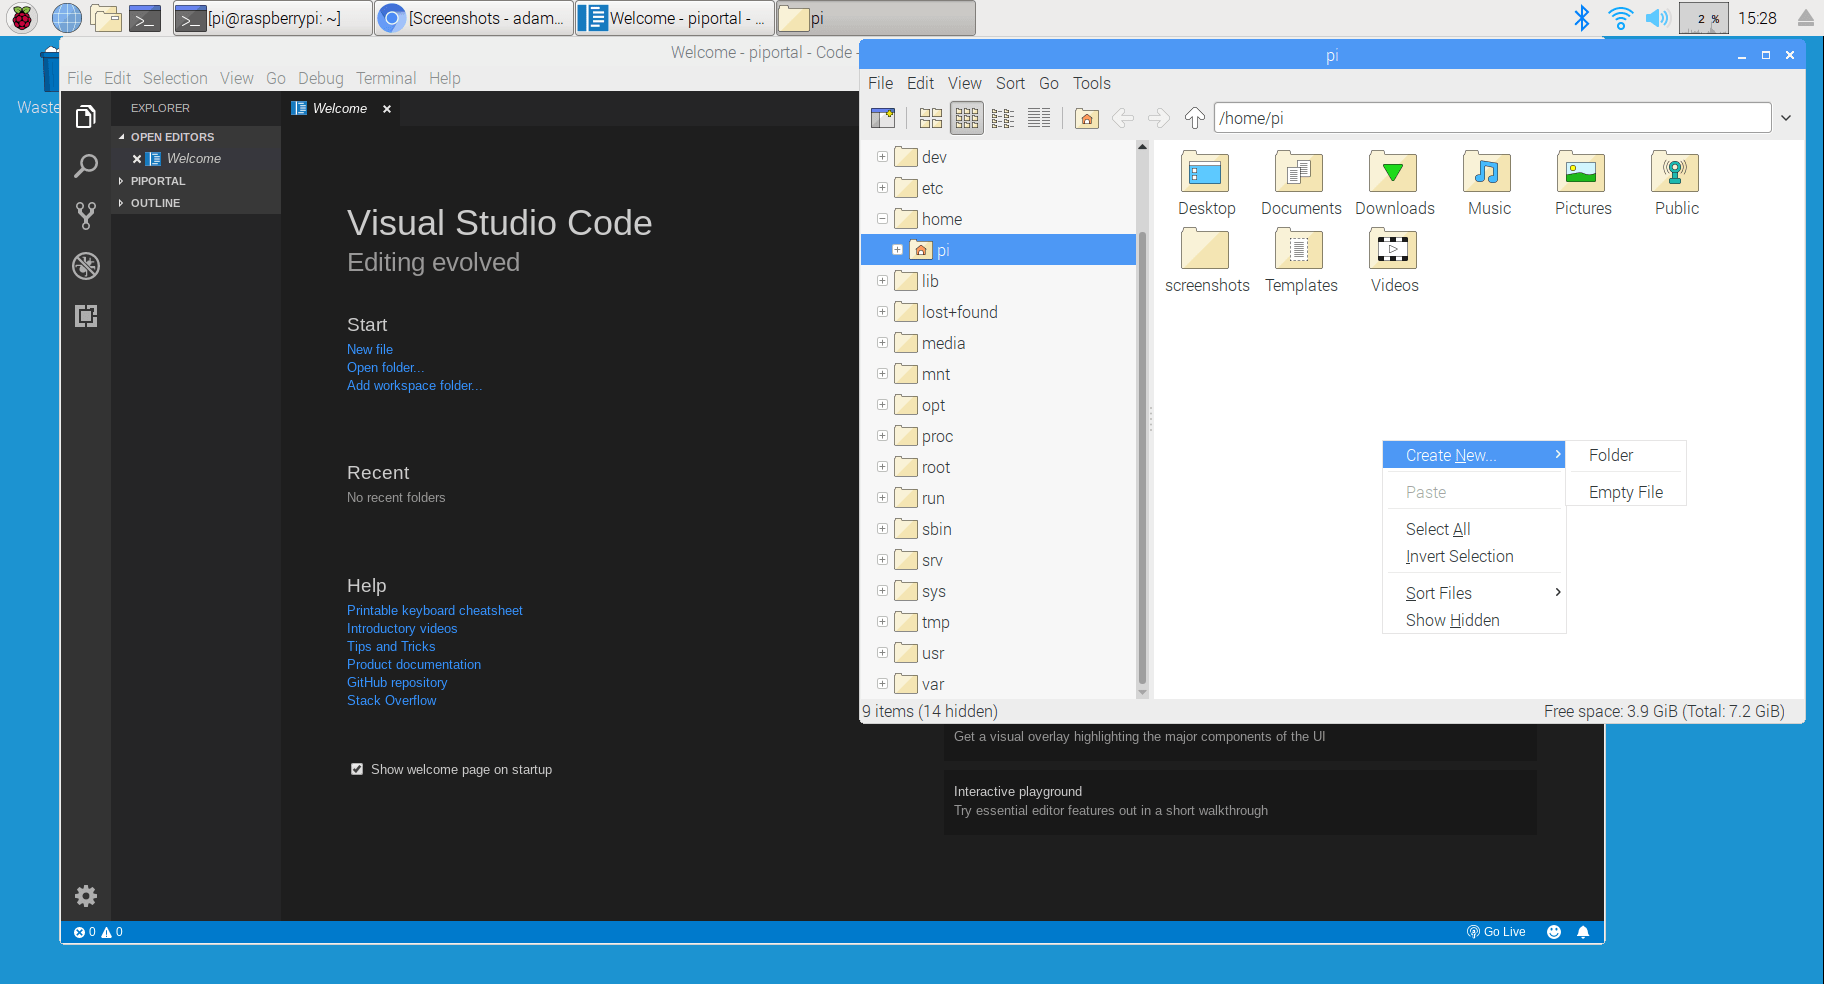 [pi@raspberrypi: ~]
[Screenshots - adam...
Welcome - piportal - ...
pi
2 %
15:28
Waste
Welcome - piportal - Code -
File Edit Selection View Go Debug Terminal Help
EXPLORER
OPEN EDITORS
Welcome
PIPORTAL
OUTLINE
Welcome
Visual Studio Code
Editing evolved
Start
New file
Open folder...
Add workspace folder...
Recent
No recent folders
Help
Printable keyboard cheatsheet
Introductory videos
Tips and Tricks
Product documentation
GitHub repository
Stack Overflow
Show welcome page on startup
Get a visual overlay highlighting the major components of the UI
Interactive playground
Try essential editor features out in a short walkthrough
0 0
Go Live
pi
File Edit View Sort Go Tools
/home/pi
dev
etc
home
pi
lib
lost+found
media
mnt
opt
proc
root
run
sbin
srv
sys
tmp
usr
var
Desktop Documents Downloads Music Pictures Public
screenshots Templates Videos
Create New...
Paste
Select All
Invert Selection
Sort Files
Show Hidden
Folder
Empty File
9 items (14 hidden)
Free space: 3.9 GiB (Total: 7.2 GiB)